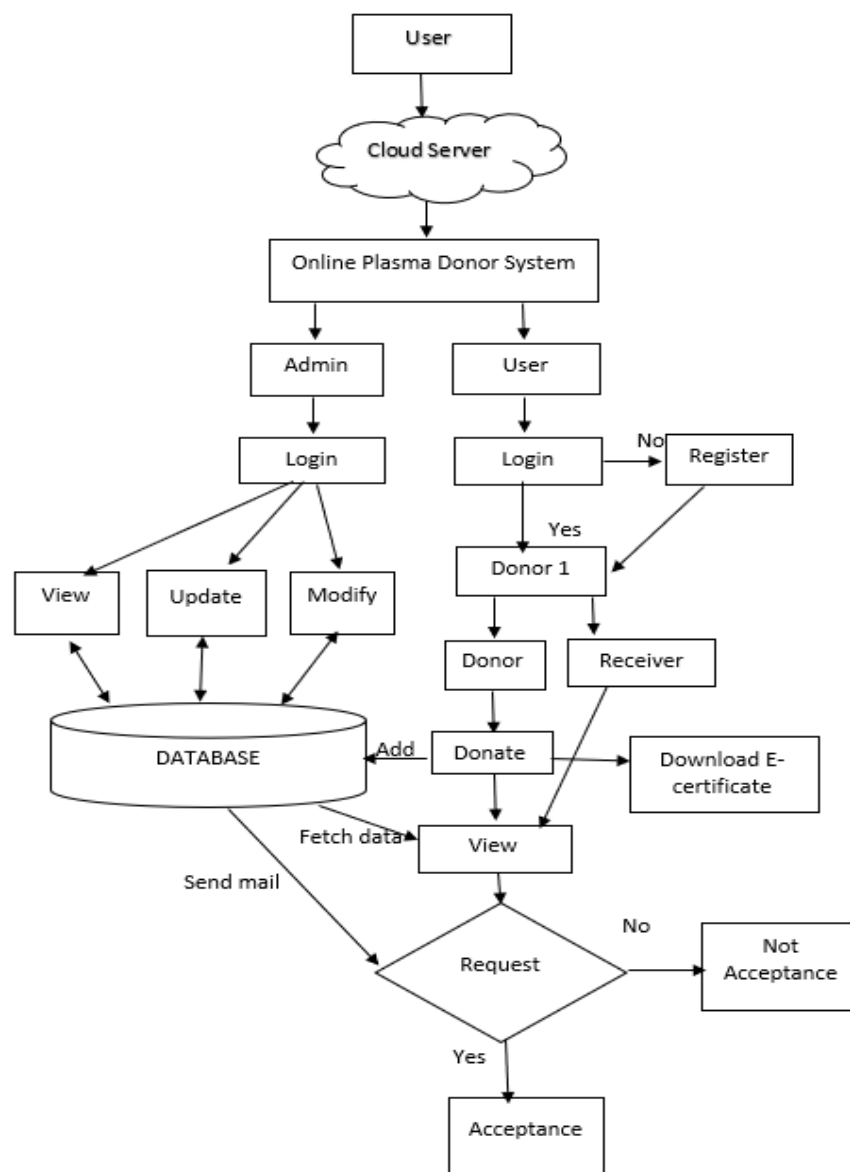 User
Cloud Server
Online Plasma Donor System
Admin
User
Login
Login
No
Register
Yes
View
Update
Modify
Donor 1
Donor
Receiver
DATABASE
Add
Donate
Download E-
certificate
Fetch data
View
Send mail
Request
No
Not
Acceptance
Yes
Acceptance